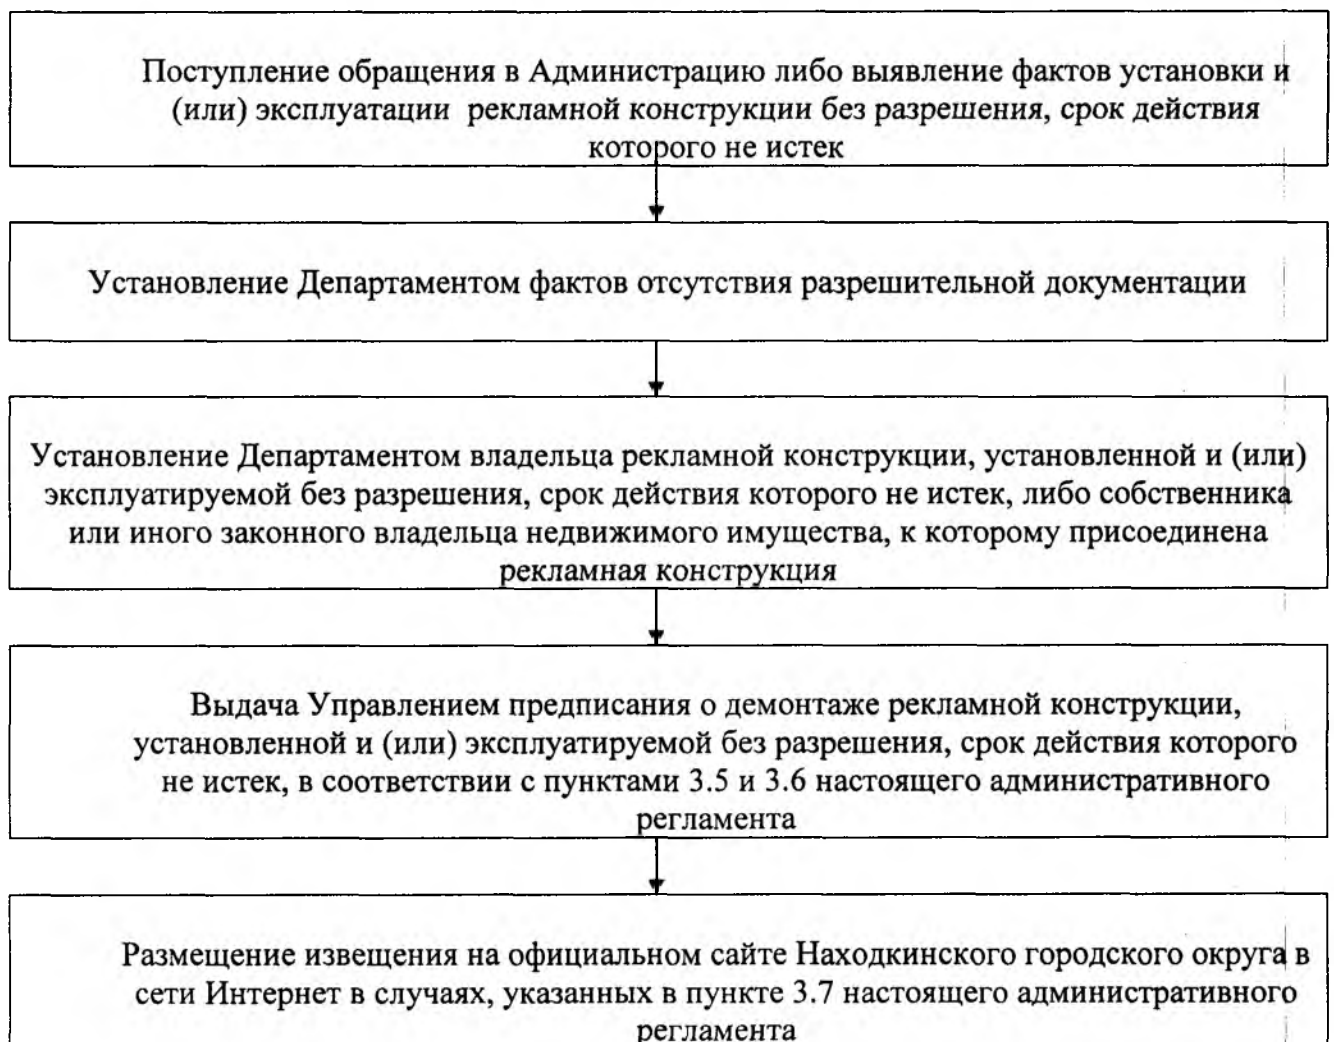 Поступление обращения в Администрацию либо выявление фактов установки и
(или) эксплуатации рекламной конструкции без разрешения, срок действия
которого не истек
Установление Департаментом фактов отсутствия разрешительной документации
Установление Департаментом владельца рекламной конструкции, установленной и (или)
эксплуатируемой без разрешения, срок действия которого не истек, либо собственника
или иного законного владельца недвижимого имущества, к которому присоединена
рекламная конструкция
Выдача Управлением предписания о демонтаже рекламной конструкции,
установленной и (или) эксплуатируемой без разрешения, срок действия которого
не истек, в соответствии с пунктами 3.5 и 3.6 настоящего административного
регламента
Размещение извещения на официальном сайте Находкинского городского округа в
сети Интернет в случаях, указанных в пункте 3.7 настоящего административного
регламента